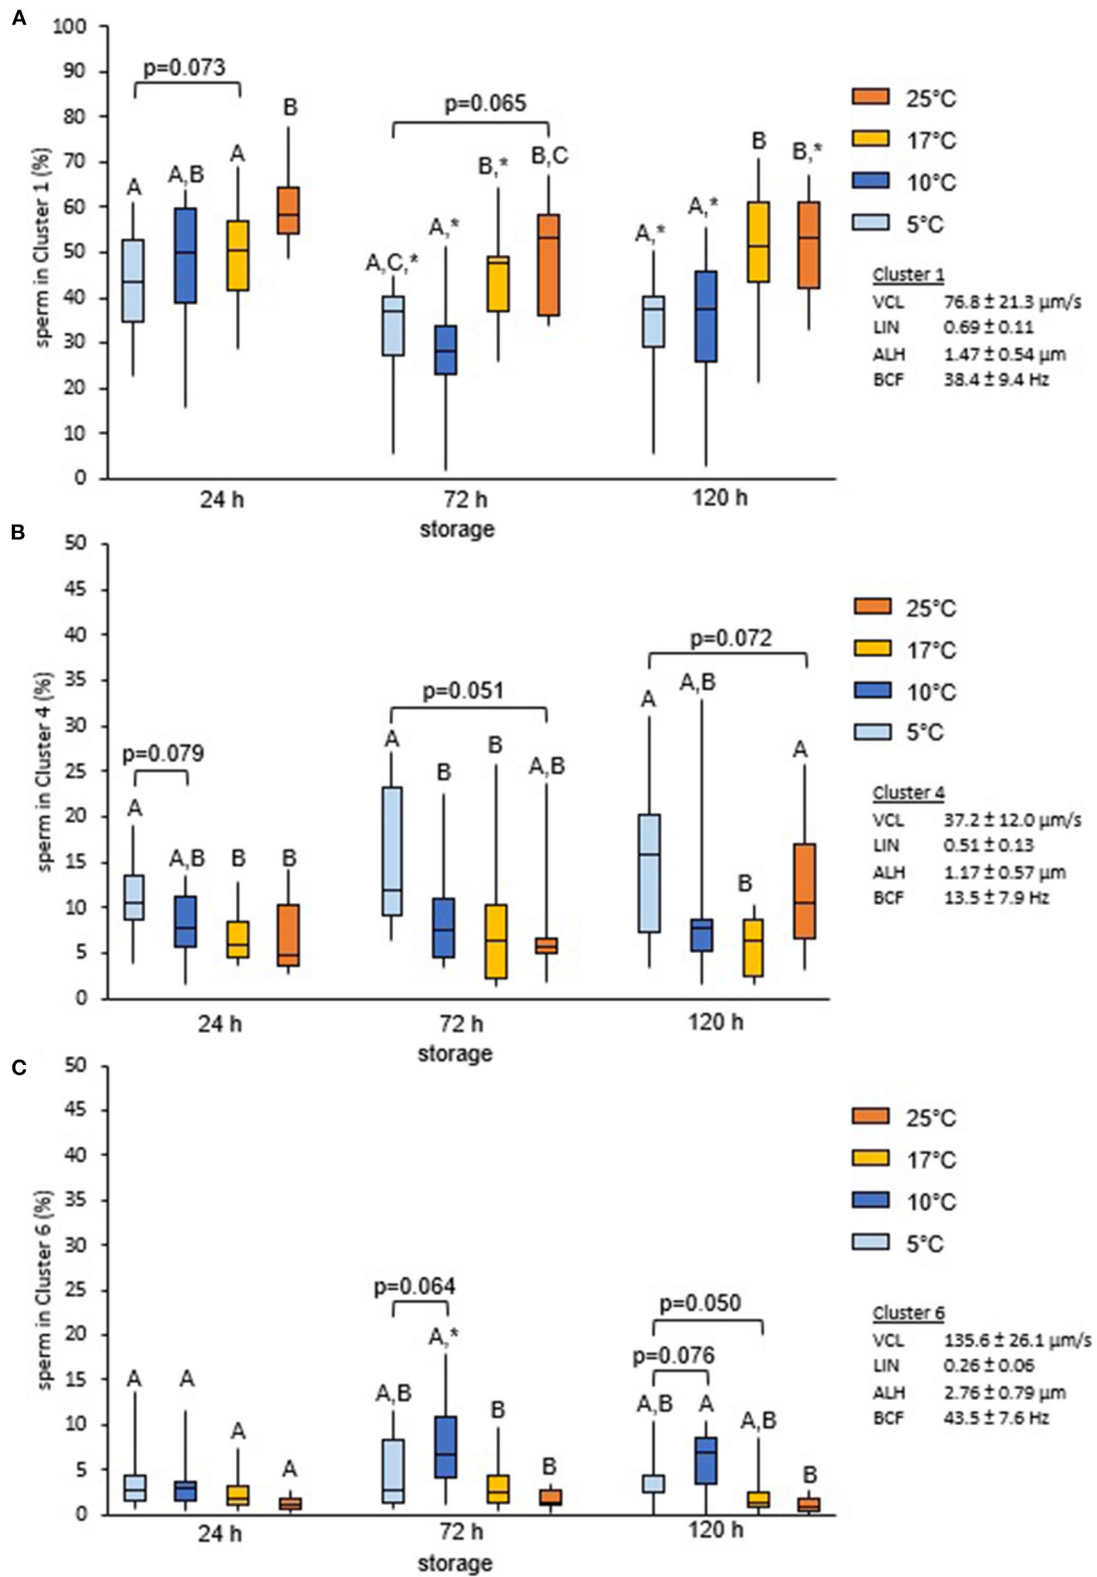 A
100
90
80
70
60
50
40
30
20
10
0
sperm in Cluster 1 (%)
p=0.073
A
A,B
A
B
p=0.065
A,C,*
A,*
B,*
B,C
A,*
A,*
B
B,*
24 h
72 h
120 h
storage
25°C
17°C
10°C
5°C
Cluster 1
VCL 76.8 ± 21.3 µm/s
LIN 0.69 ± 0.11
ALH 1.47 ± 0.54 µm
BCF 38.4 ± 9.4 Hz
B
50
45
40
35
30
25
20
15
10
5
0
sperm in Cluster 4 (%)
p=0.079
A
A,B
B
B
p=0.051
A
B
B
A,B
p=0.072
A
A,B
B
A
24 h
72 h
120 h
storage
25°C
17°C
10°C
5°C
Cluster 4
VCL 37.2 ± 12.0 µm/s
LIN 0.51 ± 0.13
ALH 1.17 ± 0.57 µm
BCF 13.5 ± 7.9 Hz
C
50
45
40
35
30
25
20
15
10
5
0
sperm in Cluster 6 (%)
A
A
A
A
p=0.064
A,B
A,*
B
B
p=0.050
p=0.076
A,B
A
A,B
B
24 h
72 h
120 h
storage
25°C
17°C
10°C
5°C
Cluster 6
VCL 135.6 ± 26.1 µm/s
LIN 0.26 ± 0.06
ALH 2.76 ± 0.79 µm
BCF 43.5 ± 7.6 Hz